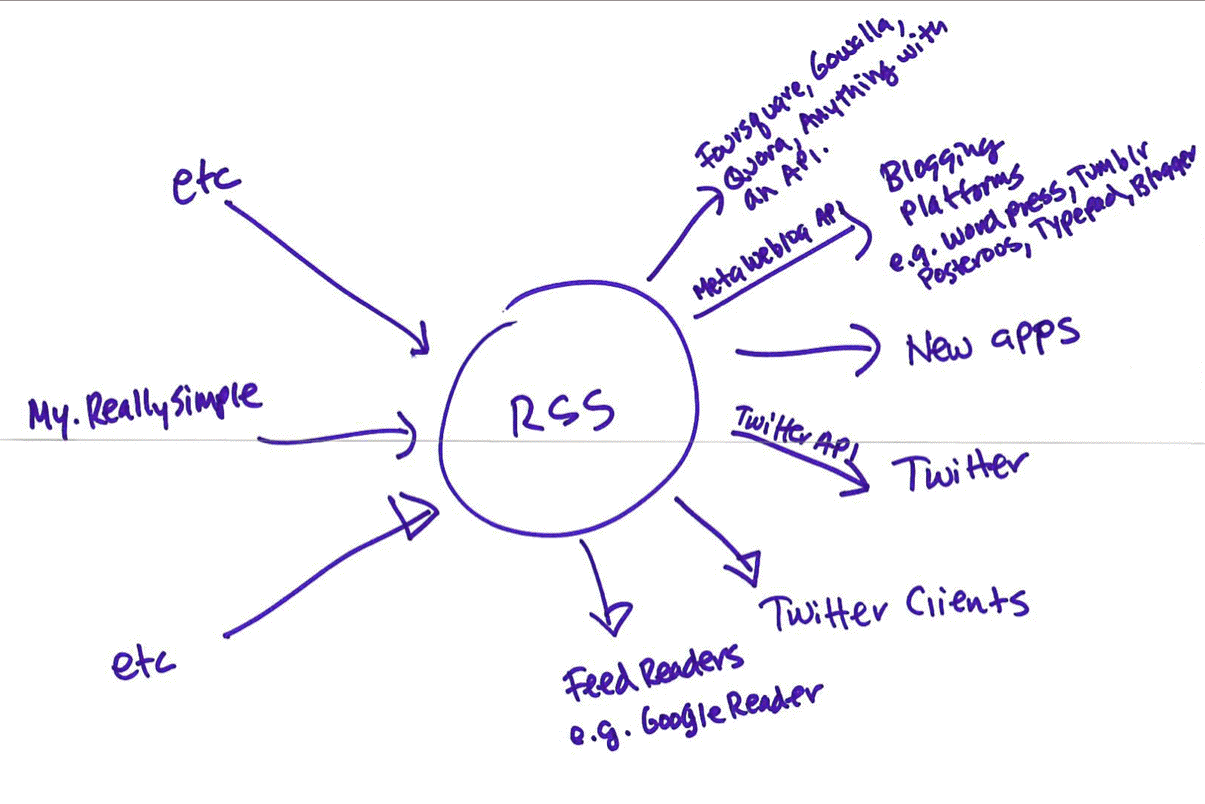 Foursquare, Gowalla,
Quora, Anything with
an API.
etc
Blogging
Platforms
e.g. WordPress, Tumblr
Posterous, Typepad, Blogger
MetaWeblog API
New apps
My.ReallySimple
RSS
Twitter API
Twitter
Twitter Clients
etc
Feed Readers
e.g. Google Reader